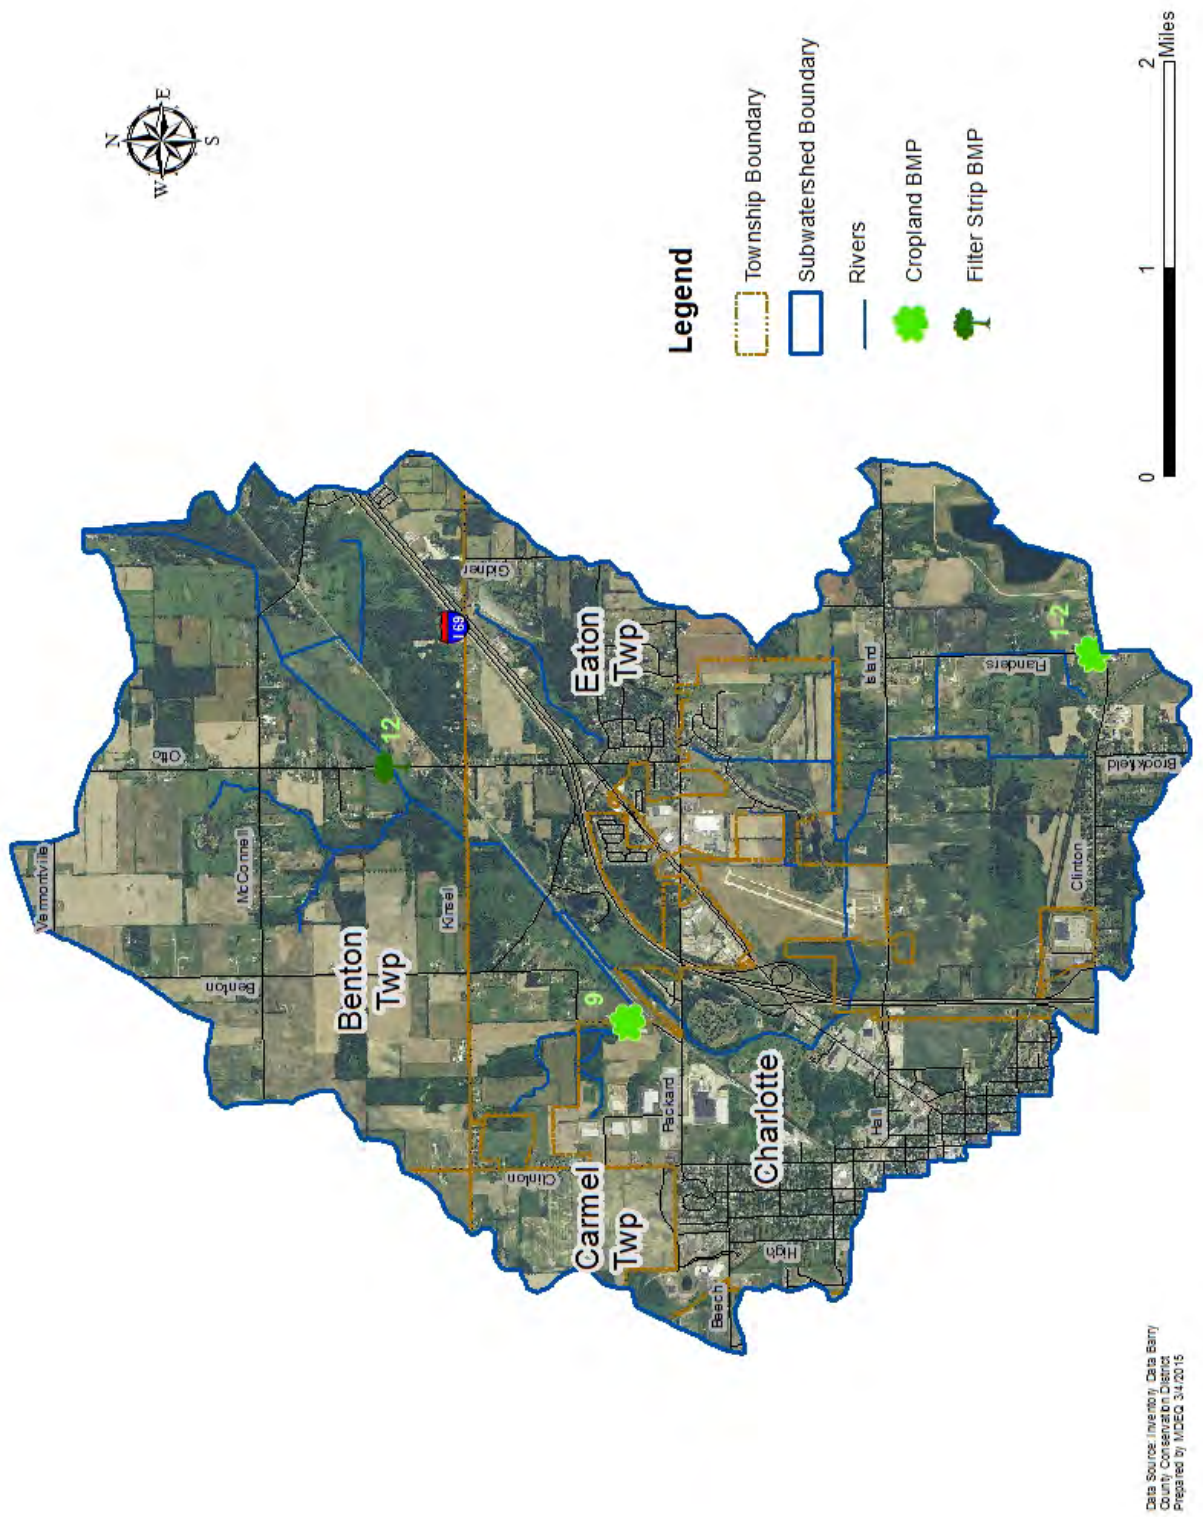 N
W
E
S
Vermontville
McConnell
Otto
Benton
12
Benton
Twp
Kinsel
I 69
Gidner
9
Eaton
Twp
Clinton
Carmel
Twp
Packard
Charlotte
High
Beech
Hall
Island
Flanders
1-2
Clinton
Brookfield
Legend
Township Boundary
Subwatershed Boundary
Rivers
Cropland BMP
Filter Strip BMP
0 1 2
Miles
Data Source: Inventory Data Barry
County Conservation District
Prepared by MDEQ 3/4/2015